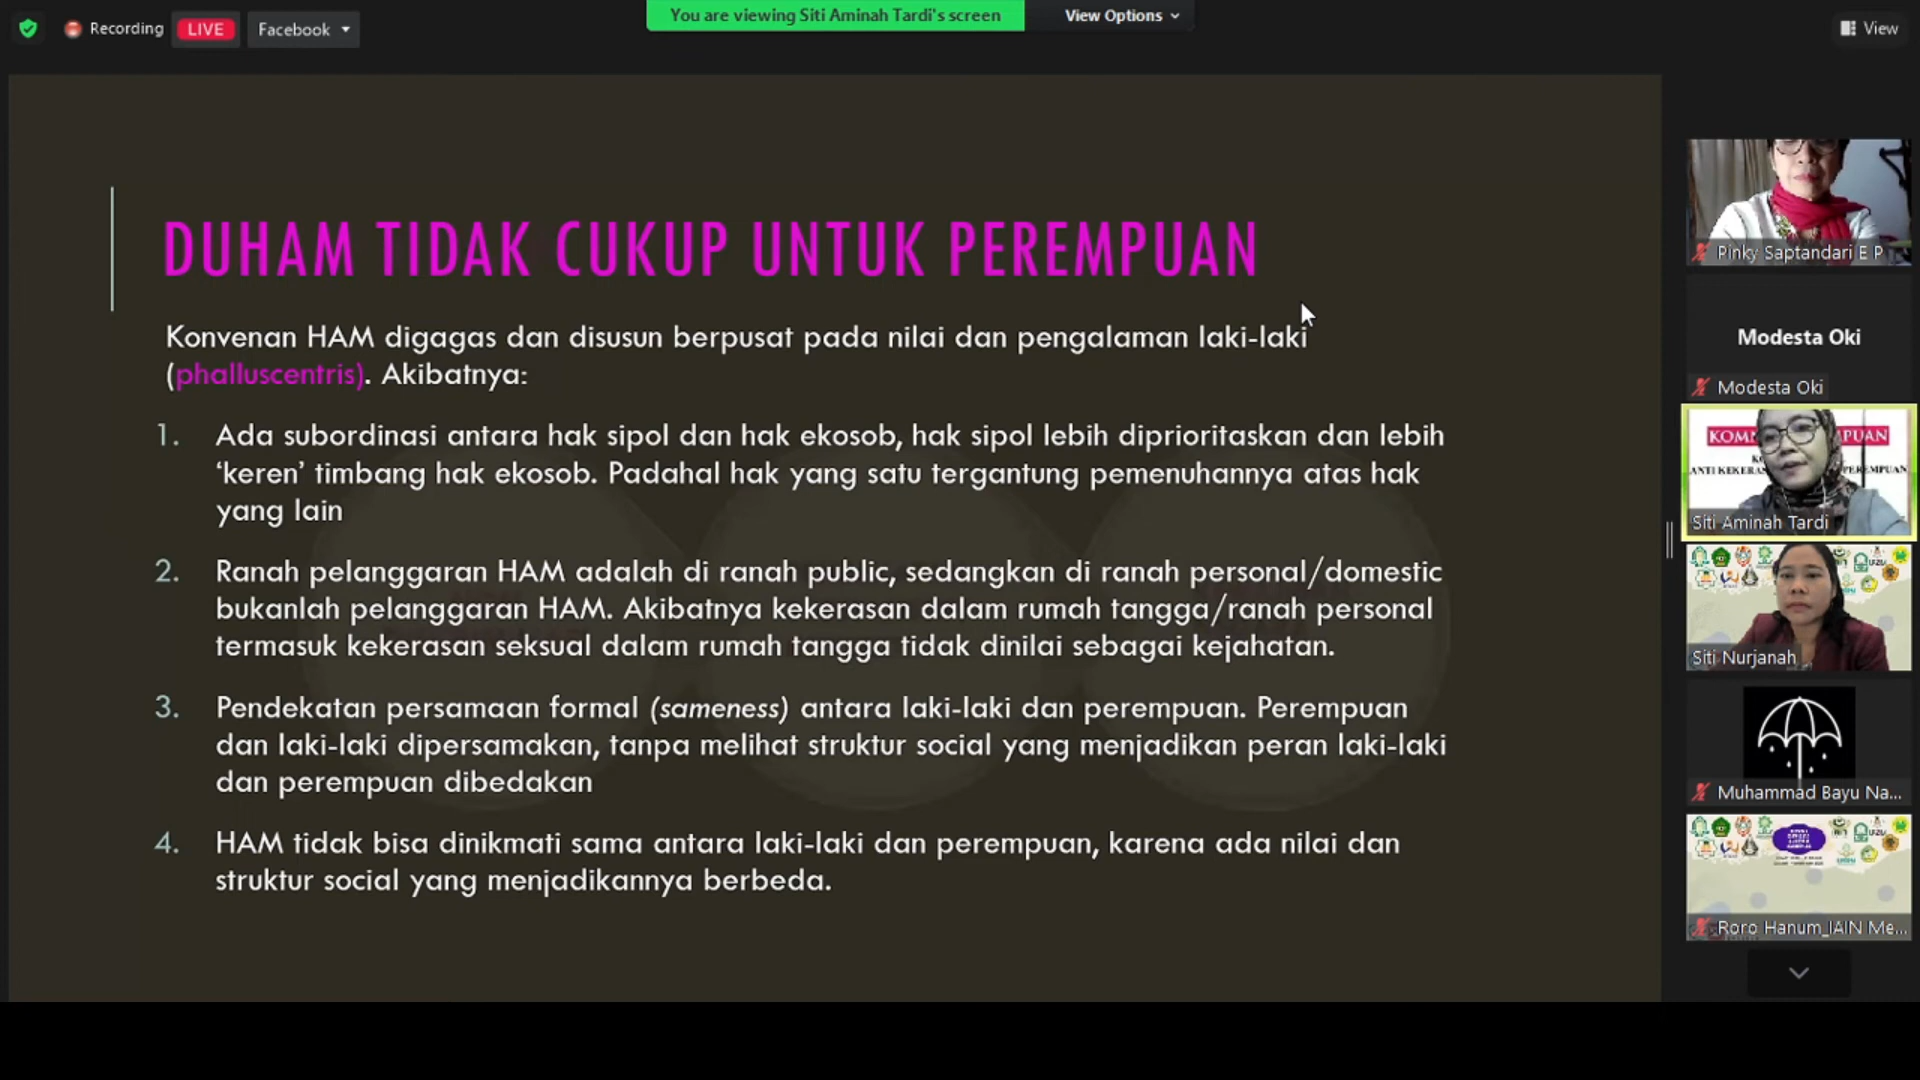 Recording
LIVE
Facebook
You are viewing Siti Aminah Tardi's screen
View Options
View
DUHAM TIDAK CUKUP UNTUK PEREMPUAN
Konvenan HAM digagas dan disusun berpusat pada nilai dan pengalaman laki-laki
(phalluscentris). Akibatnya:
1. Ada subordinasi antara hak sipol dan hak ekosob, hak sipol lebih diprioritaskan dan lebih
‘keren’ timbang hak ekosob. Padahal hak yang satu tergantung pemenuhannya atas hak
yang lain
2. Ranah pelanggaran HAM adalah di ranah public, sedangkan di ranah personal/domestic
bukanlah pelanggaran HAM. Akibatnya kekerasan dalam rumah tangga/ranah personal
termasuk kekerasan seksual dalam rumah tangga tidak dinilai sebagai kejahatan.
3. Pendekatan persamaan formal (sameness) antara laki-laki dan perempuan. Perempuan
dan laki-laki dipersamakan, tanpa melihat struktur social yang menjadikan peran laki-laki
dan perempuan dibedakan
4. HAM tidak bisa dinikmati sama antara laki-laki dan perempuan, karena ada nilai dan
struktur social yang menjadikannya berbeda.
Pinky Saptandari E P
Modesta Oki
Modesta Oki
Siti Aminah Tardi
Siti Nurjanah
Muhammad Bayu Na...
Roro Hanum_IAIN Me...